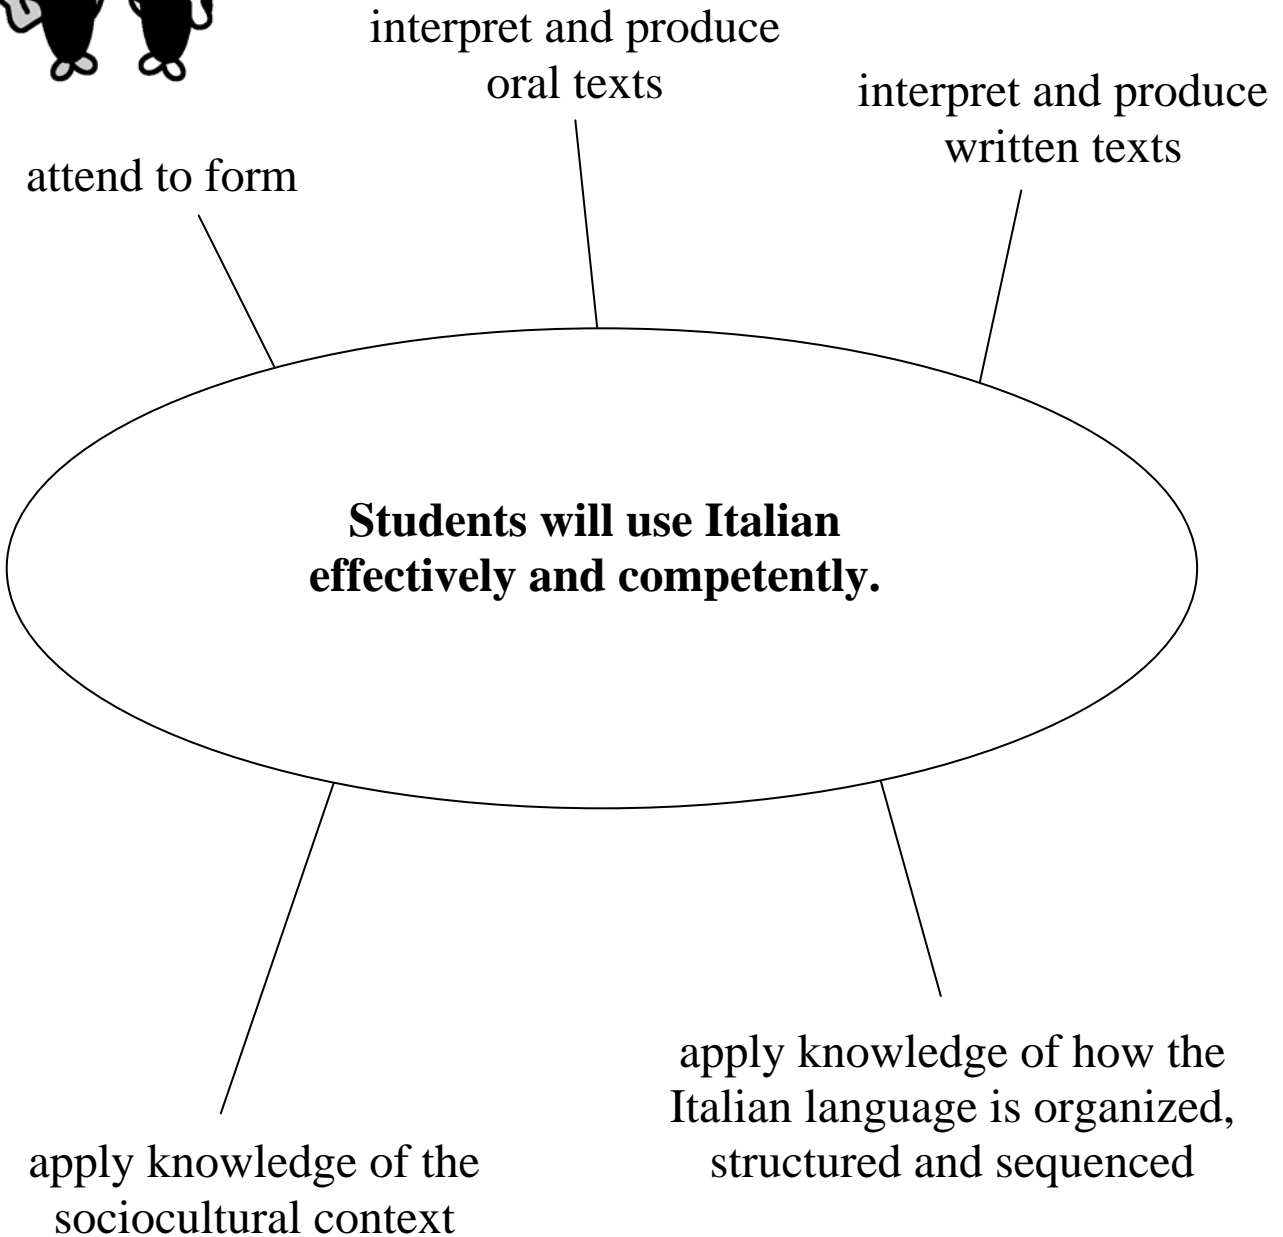 interpret and produce
oral texts
interpret and produce
written texts
attend to form
Students will use Italian
effectively and competently.
apply knowledge of how the
Italian language is organized,
structured and sequenced
apply knowledge of the
sociocultural context